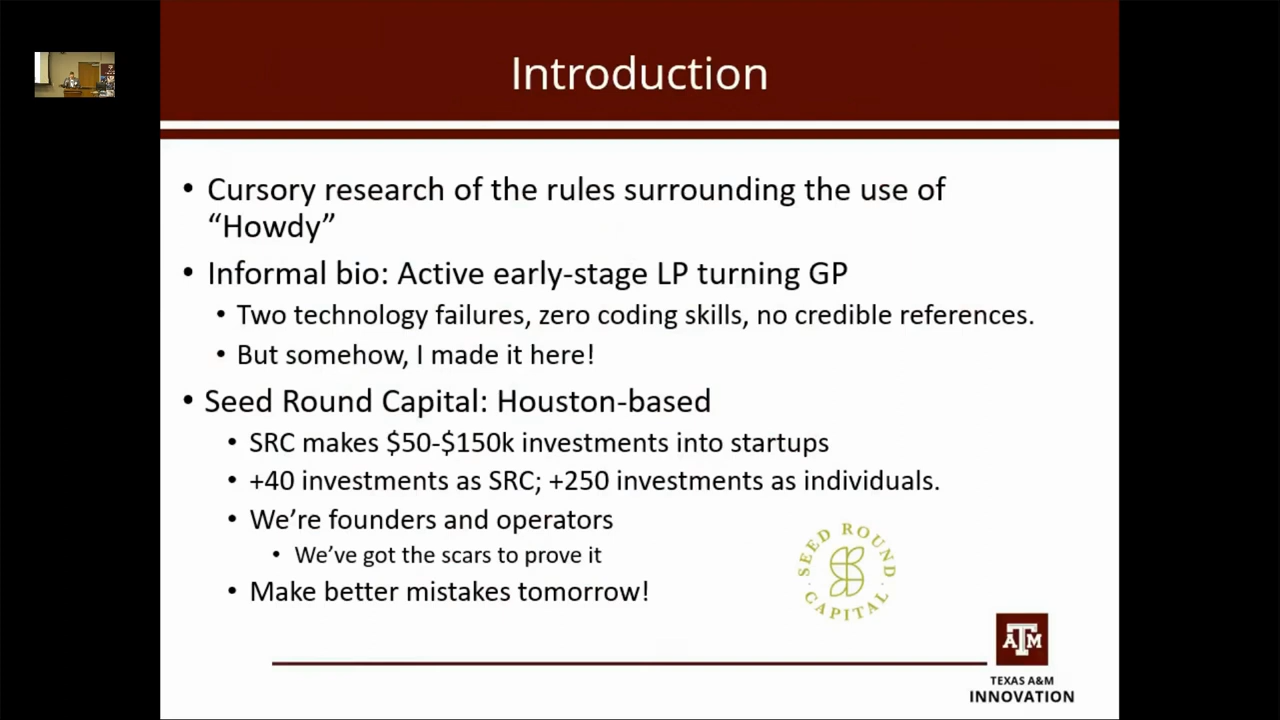 Introduction
• Cursory research of the rules surrounding the use of
“Howdy”
• Informal bio: Active early-stage LP turning GP
• Two technology failures, zero coding skills, no credible references.
• But somehow, I made it here!
• Seed Round Capital: Houston-based
• SRC makes $50-$150k investments into startups
• +40 investments as SRC; +250 investments as individuals.
• We’re founders and operators
• We’ve got the scars to prove it
• Make better mistakes tomorrow!
SEED ROUND
CAPITAL
ATM
TEXAS A&M
INNOVATION